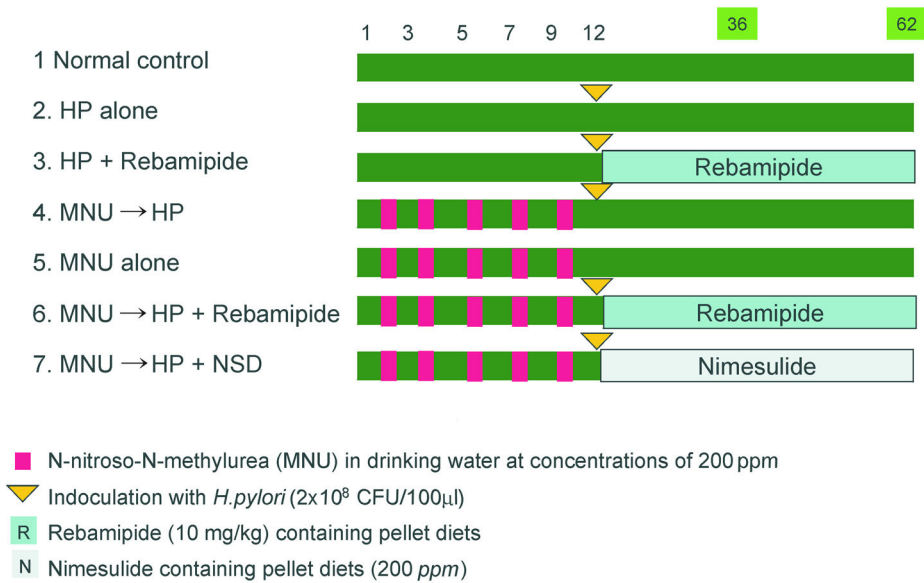 1 3 5 7 9 12 36 62
1 Normal control
2. HP alone
3. HP + Rebamipide
Rebamipide
4. MNU → HP
5. MNU alone
6. MNU → HP + Rebamipide
Rebamipide
7. MNU → HP + NSD
Nimesulide
N-nitroso-N-methylurea (MNU) in drinking water at concentrations of 200 ppm
Indoculation with H.pylori (2x10⁸ CFU/100μl)
R Rebamipide (10 mg/kg) containing pellet diets
N Nimesulide containing pellet diets (200 ppm)